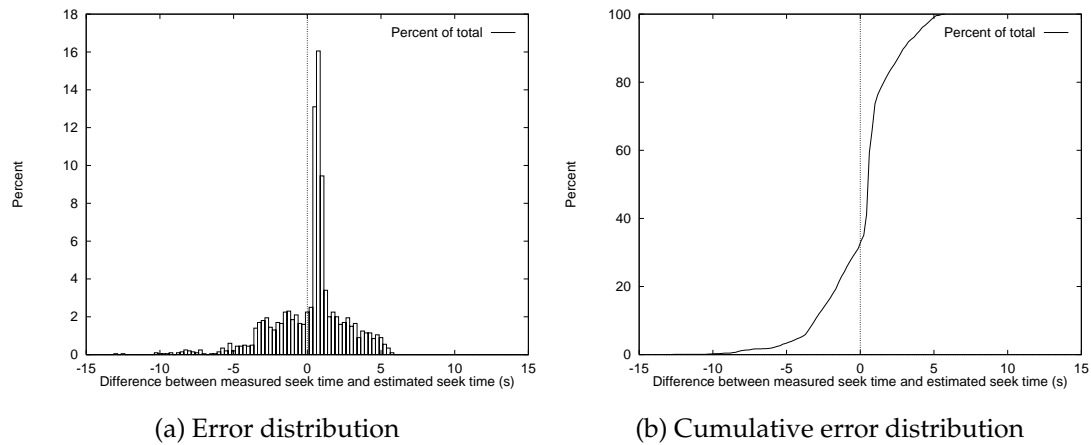 18
16
14
12
10
8
6
4
2
0
Percent
Percent of total
-15 -10 -5 0 5 10 15
Difference between measured seek time and estimated seek time (s)
(a) Error distribution
100
80
60
40
20
0
Percent
Percent of total
-15 -10 -5 0 5 10 15
Difference between measured seek time and estimated seek time (s)
(b) Cumulative error distribution